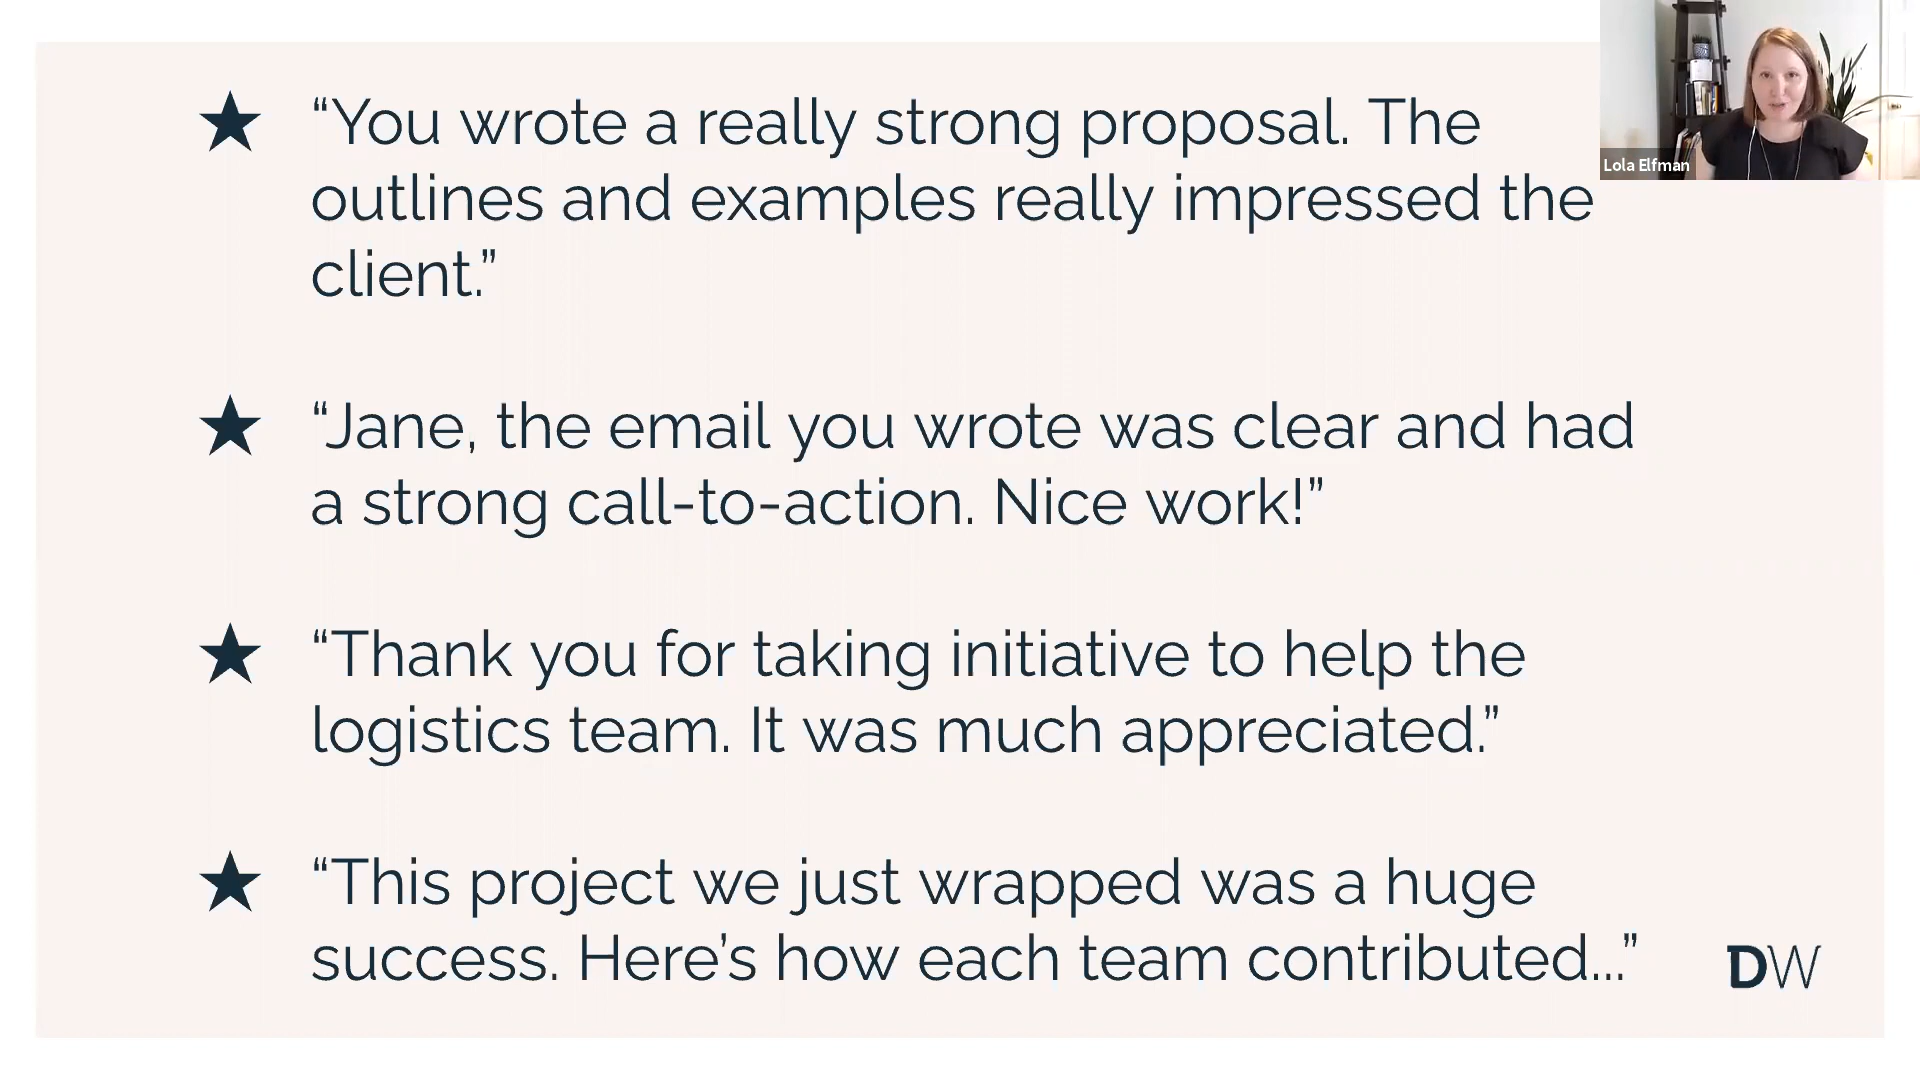 “You wrote a really strong proposal. The
outlines and examples really impressed the
client.”
“Jane, the email you wrote was clear and had
a strong call-to-action. Nice work!”
“Thank you for taking initiative to help the
logistics team. It was much appreciated.”
“This project we just wrapped was a huge
success. Here’s how each team contributed...”
DW
Lola Elfman